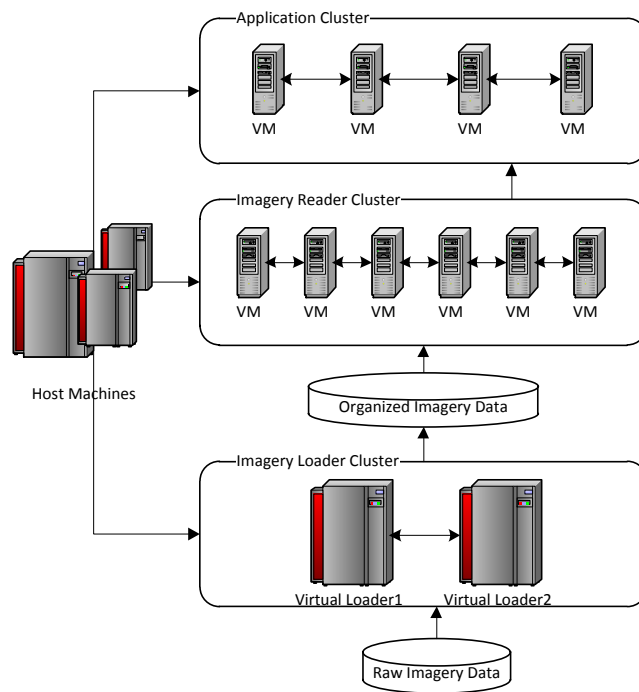 Application Cluster
VM VM VM VM
Imagery Reader Cluster
VM VM VM VM VM VM
Host Machines
Organized Imagery Data
Imagery Loader Cluster
Virtual Loader1 Virtual Loader2
Raw Imagery Data